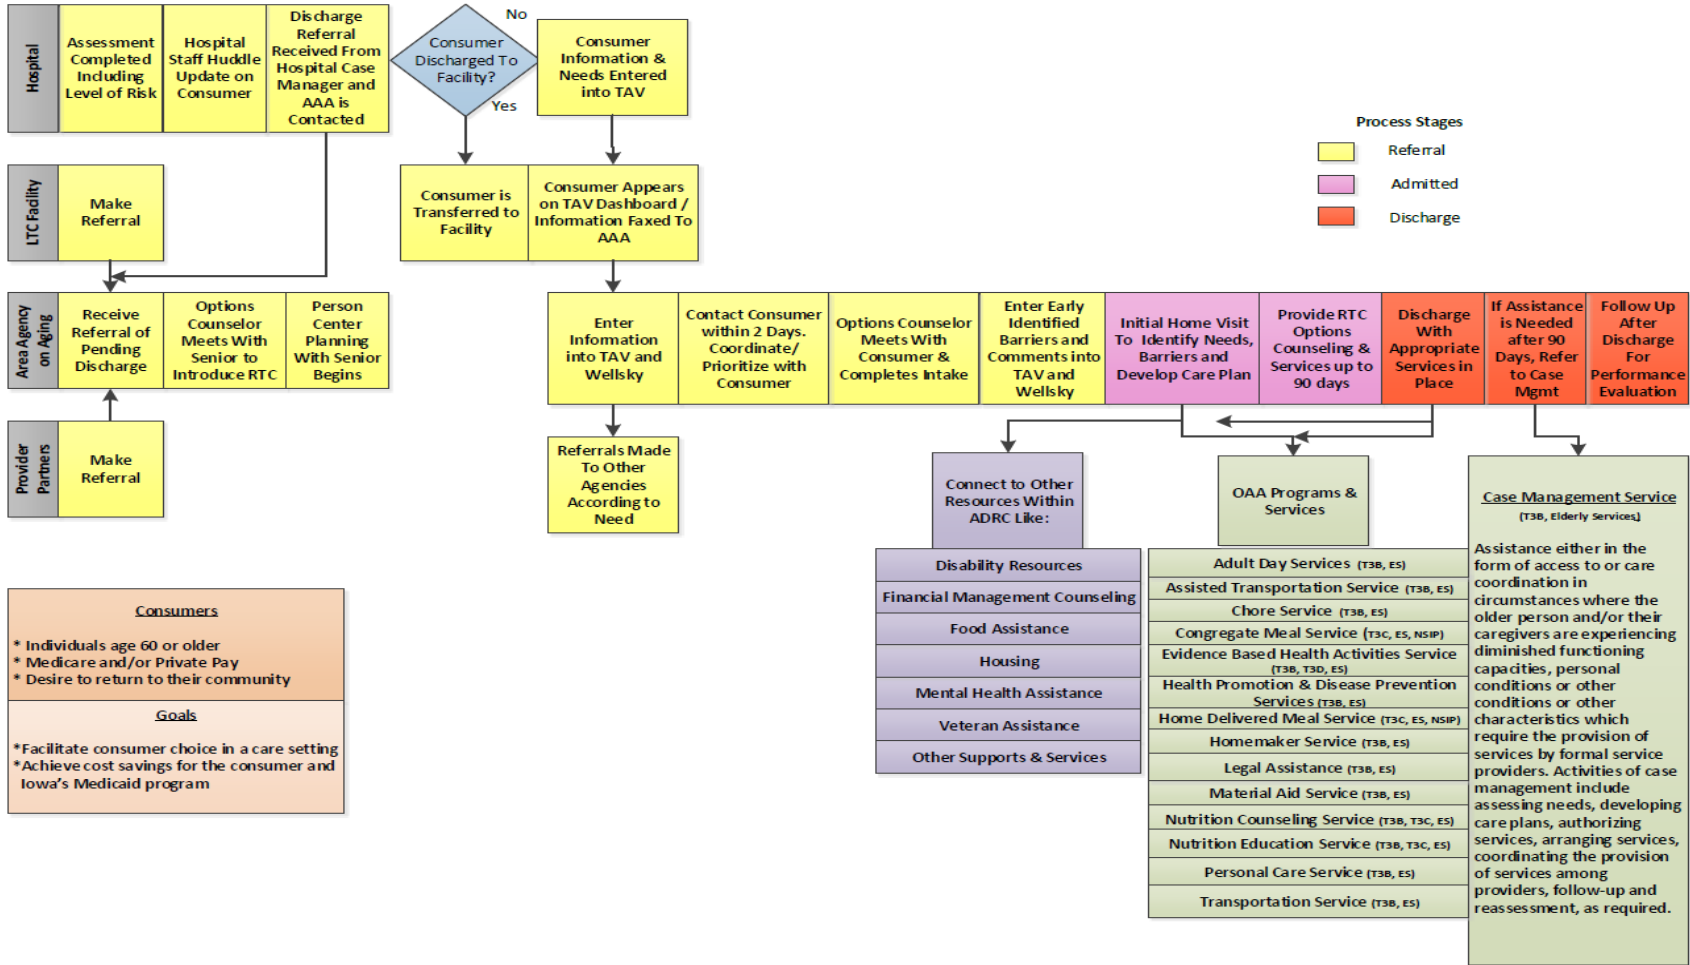 Hospital
Assessment
Completed
Including
Level of Risk
Hospital
Staff Huddle
Update on
Consumer
Discharge
Referral
Received From
Hospital Case
Manager and
AAA is
Contacted
Consumer
Discharged To
Facility?
No
Yes
Consumer
Information &
Needs Entered
into TAV
Process Stages
Referral
Admitted
Discharge
LTC Facility
Make
Referral
Consumer is
Transferred to
Facility
Consumer Appears
on TAV Dashboard /
Information Faxed To
AAA
Area Agency
on Aging
Receive
Referral of
Pending
Discharge
Options
Counselor
Meets With
Senior to
Introduce RTC
Person
Center
Planning
With Senior
Begins
Enter
Information
into TAV and
Wellsky
Contact Consumer
within 2 Days.
Coordinate/
Prioritize with
Consumer
Options Counselor
Meets With
Consumer &
Completes Intake
Enter Early
Identified
Barriers and
Comments into
TAV and
Wellsky
Initial Home Visit
To Identify Needs,
Barriers and
Develop Care Plan
Provide RTC
Options
Counseling &
Services up to
90 days
Discharge
With
Appropriate
Services in
Place
If Assistance
is Needed
after 90
Days, Refer
to Case
Mgmt
Follow Up
After
Discharge
For
Performance
Evaluation
Provider
Partners
Make
Referral
Referrals Made
To Other
Agencies
According to
Need
Connect to Other
Resources Within
ADRC Like:
Disability Resources
Financial Management Counseling
Food Assistance
Housing
Mental Health Assistance
Veteran Assistance
Other Supports & Services
OAA Programs &
Services
Adult Day Services (T3B, ES)
Assisted Transportation Service (T3B, ES)
Chore Service (T3B, ES)
Congregate Meal Service (T3C, ES, NSIP)
Evidence Based Health Activities Service
(T3B, T3D, ES)
Health Promotion & Disease Prevention
Services (T3B, ES)
Home Delivered Meal Service (T3C, ES, NSIP)
Homemaker Service (T3B, ES)
Legal Assistance (T3B, ES)
Material Aid Service (T3B, ES)
Nutrition Counseling Service (T3B, T3C, ES)
Nutrition Education Service (T3B, T3C, ES)
Personal Care Service (T3B, ES)
Transportation Service (T3B, ES)
Case Management Service
(T3B, Elderly Services)
Assistance either in the
form of access to or care
coordination in
circumstances where the
older person and/or their
caregivers are experiencing
diminished functioning
capacities, personal
conditions or other
conditions or other
characteristics which
require the provision of
services by formal service
providers. Activities of case
management include
assessing needs, developing
care plans, authorizing
services, arranging services,
coordinating the provision
of services among
providers, follow-up and
reassessment, as required.
Consumers
* Individuals age 60 or older
* Medicare and/or Private Pay
* Desire to return to their community
Goals
*Facilitate consumer choice in a care setting
*Achieve cost savings for the consumer and
Iowa's Medicaid program